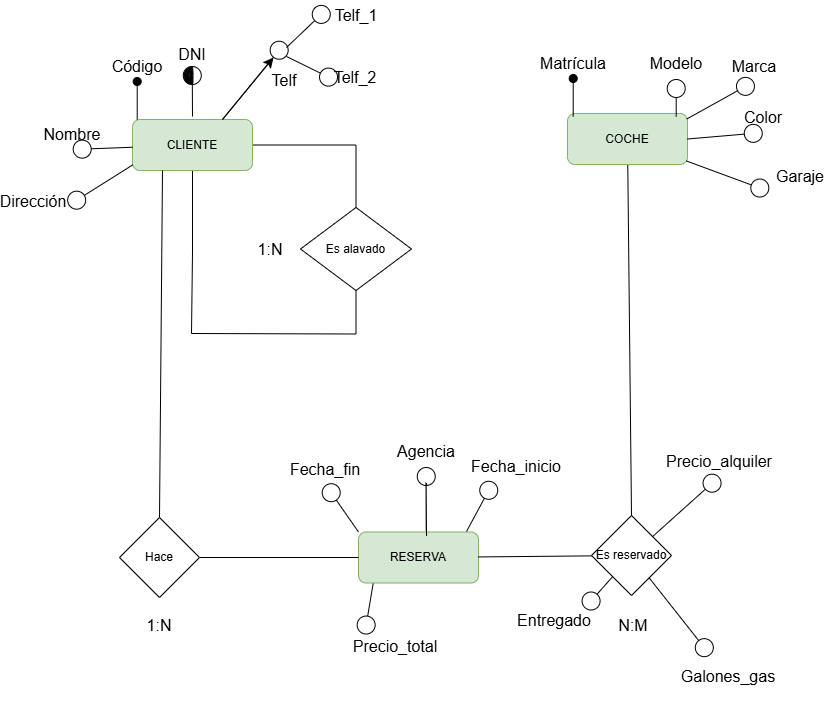 Telf_1
DNI
Código
Telf
Telf_2
Nombre
CLIENTE
Dirección
Es alavado
1:N
Matrícula
Modelo
Marca
Color
COCHE
Garaje
Fecha_fin
Agencia
Fecha_inicio
Precio_alquiler
Hace
RESERVA
Es reservado
1:N
Precio_total
Entregado
N:M
Galones_gas